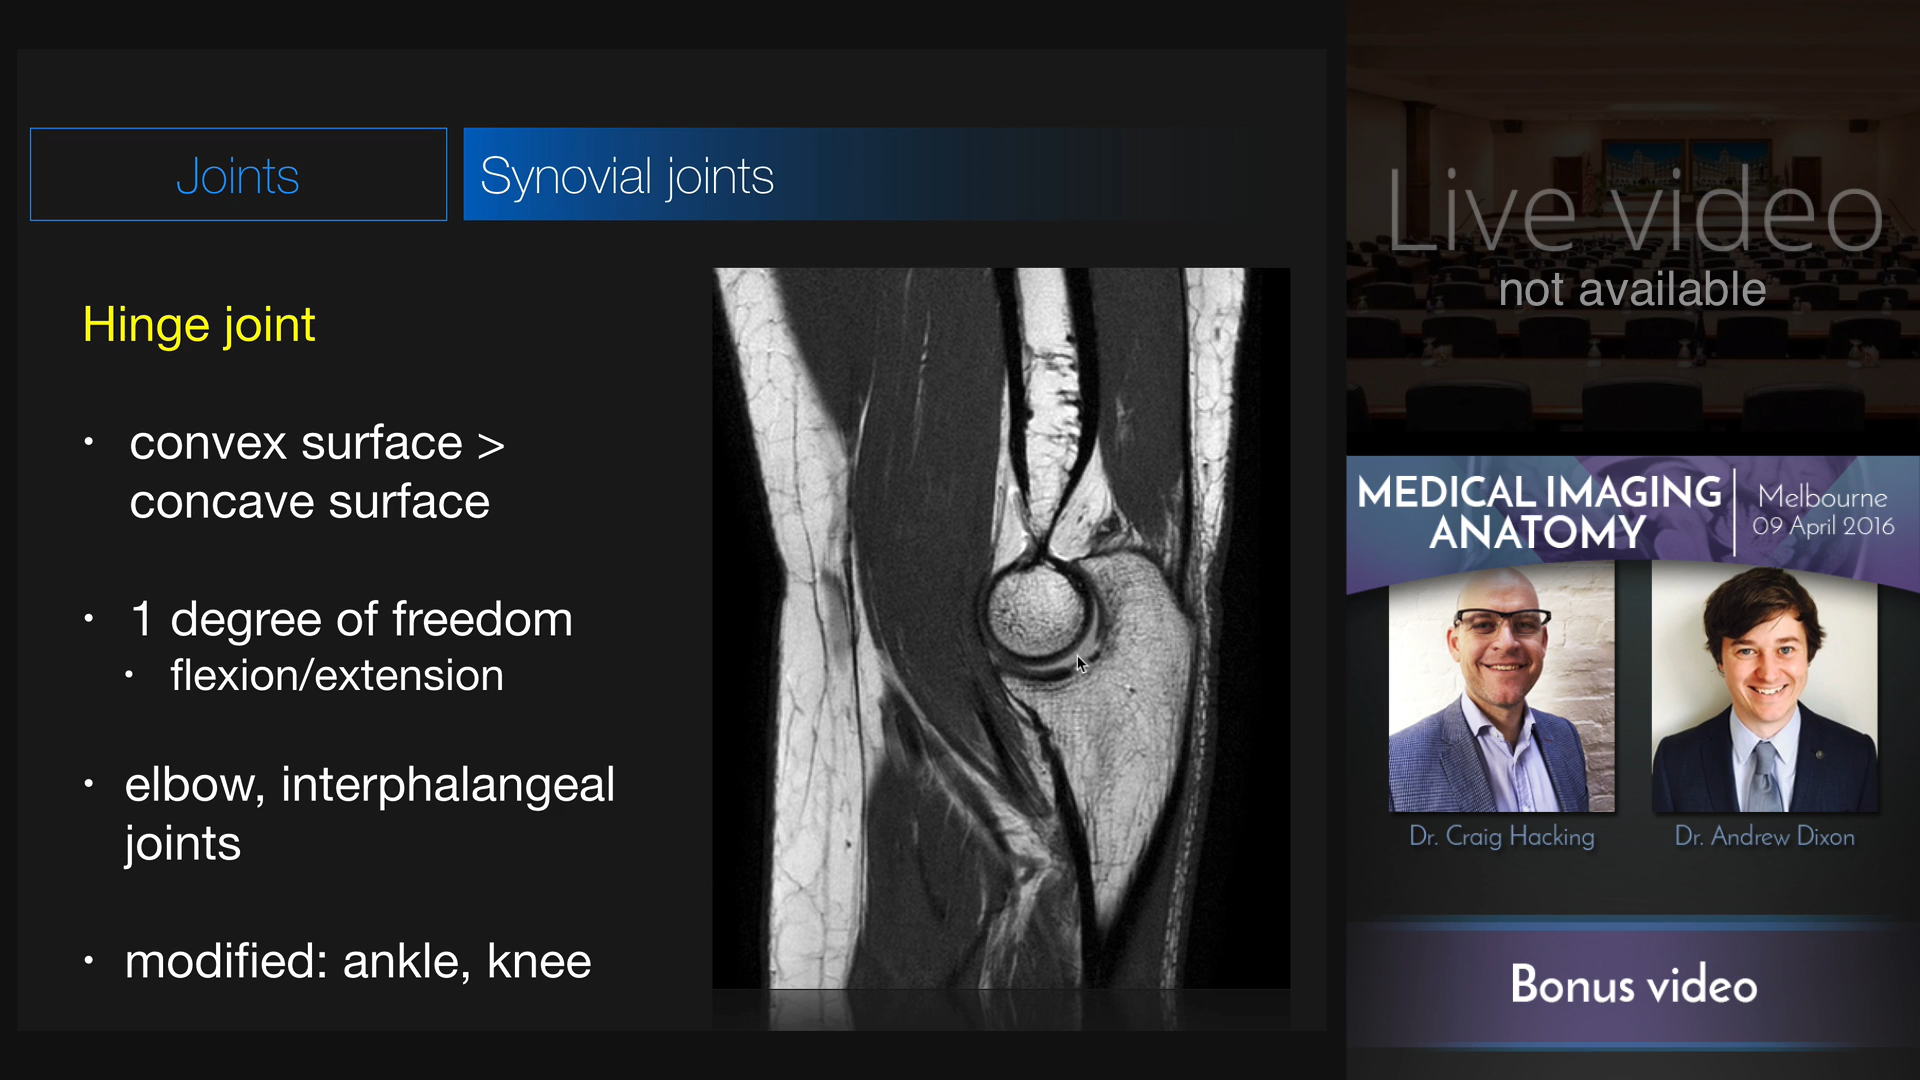 Joints
Synovial joints
Hinge joint
• convex surface >
concave surface
• 1 degree of freedom
• flexion/extension
• elbow, interphalangeal
joints
• modified: ankle, knee
Live video
not available
MEDICAL IMAGING
ANATOMY
Melbourne
09 April 2016
Dr. Craig Hacking
Dr. Andrew Dixon
Bonus video